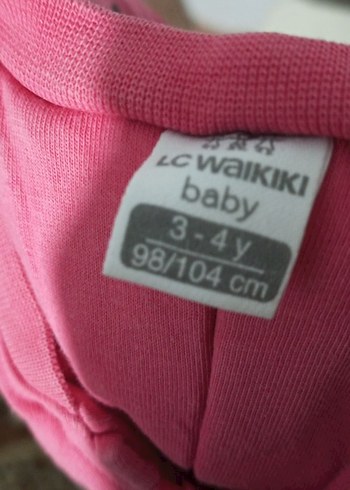 LC WAIKIKI
baby
3 - 4 y
98/104 cm